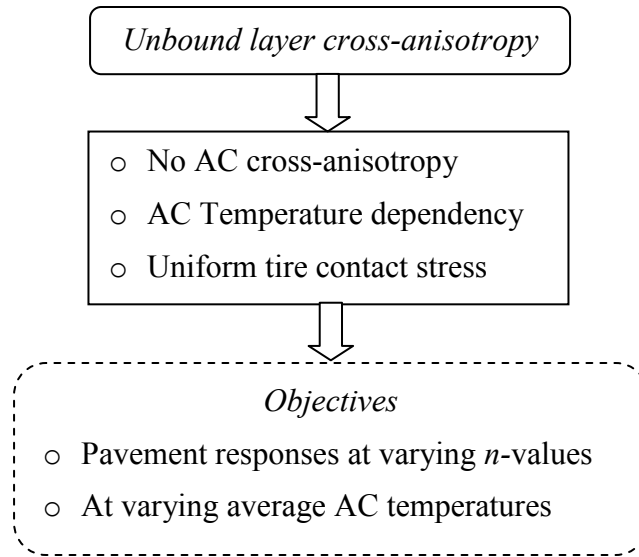 Unbound layer cross-anisotropy
o No AC cross-anisotropy
o AC Temperature dependency
o Uniform tire contact stress
Objectives
o Pavement responses at varying n-values
o At varying average AC temperatures